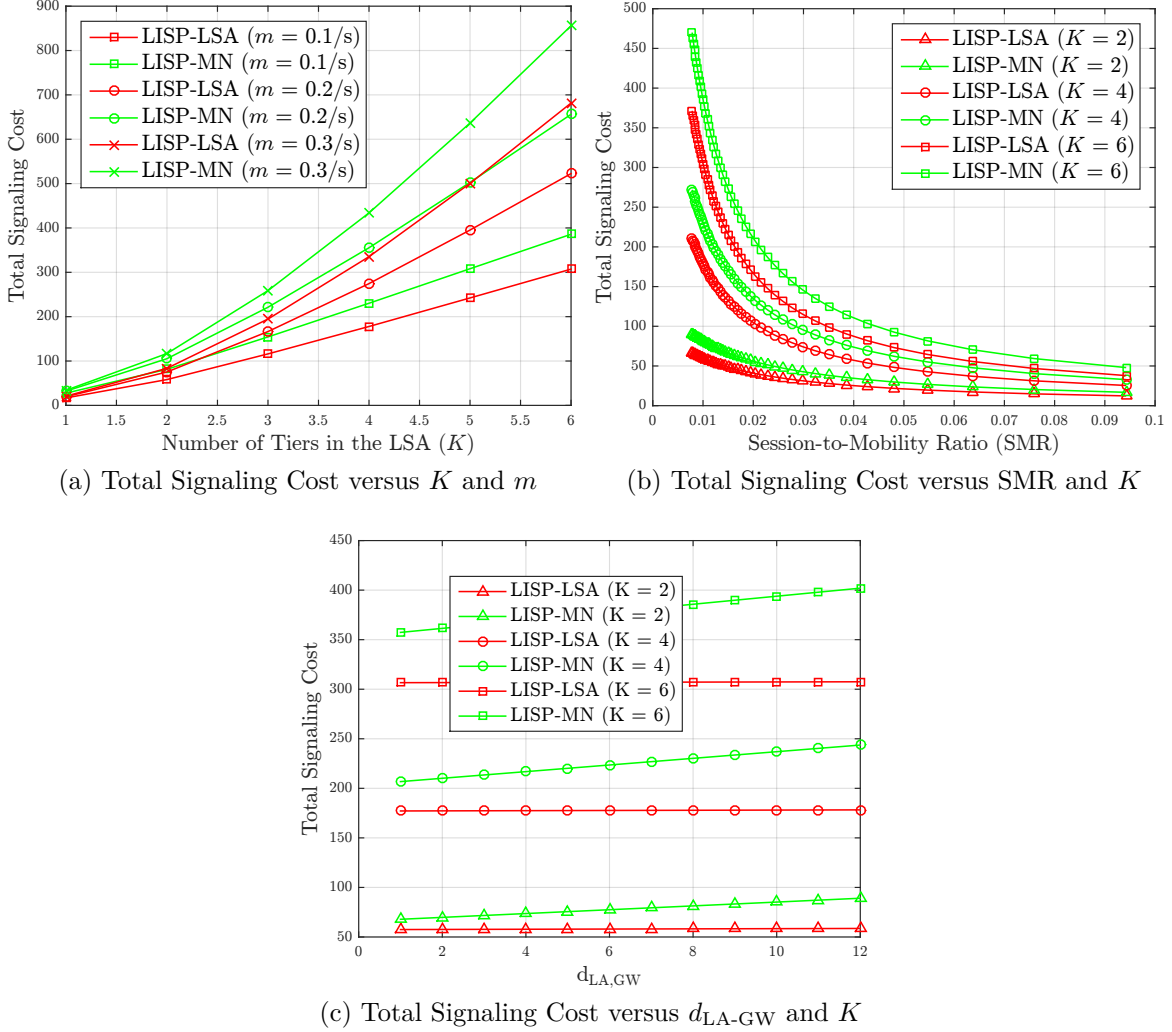 900
800
700
600
500
400
300
200
100
0
Total Signaling Cost
LISP-LSA (m = 0.1/s)
LISP-MN (m = 0.1/s)
LISP-LSA (m = 0.2/s)
LISP-MN (m = 0.2/s)
LISP-LSA (m = 0.3/s)
LISP-MN (m = 0.3/s)
1 1.5 2 2.5 3 3.5 4 4.5 5 5.5 6
Number of Tiers in the LSA (K)
(a) Total Signaling Cost versus K and m
500
450
400
350
300
250
200
150
100
50
0
Total Signaling Cost
LISP-LSA (K = 2)
LISP-MN (K = 2)
LISP-LSA (K = 4)
LISP-MN (K = 4)
LISP-LSA (K = 6)
LISP-MN (K = 6)
0 0.01 0.02 0.03 0.04 0.05 0.06 0.07 0.08 0.09 0.1
Session-to-Mobility Ratio (SMR)
(b) Total Signaling Cost versus SMR and K
450
400
350
300
250
200
150
100
50
Total Signaling Cost
LISP-LSA (K = 2)
LISP-MN (K = 2)
LISP-LSA (K = 4)
LISP-MN (K = 4)
LISP-LSA (K = 6)
LISP-MN (K = 6)
0 2 4 6 8 10 12
d_LA,GW
(c) Total Signaling Cost versus d_LA-GW and K